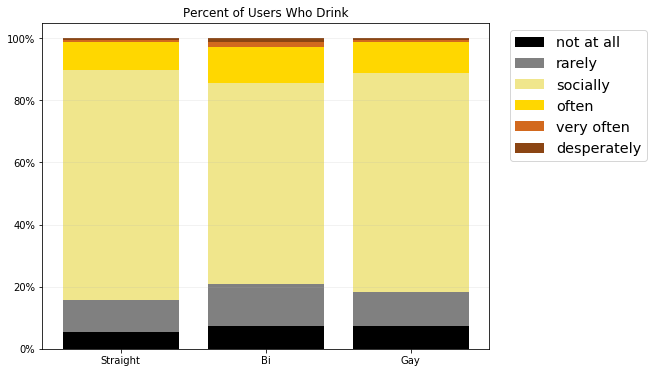 Percent of Users Who Drink
100%
80%
60%
40%
20%
0%
Straight
Bi
Gay
not at all
rarely
socially
often
very often
desperately